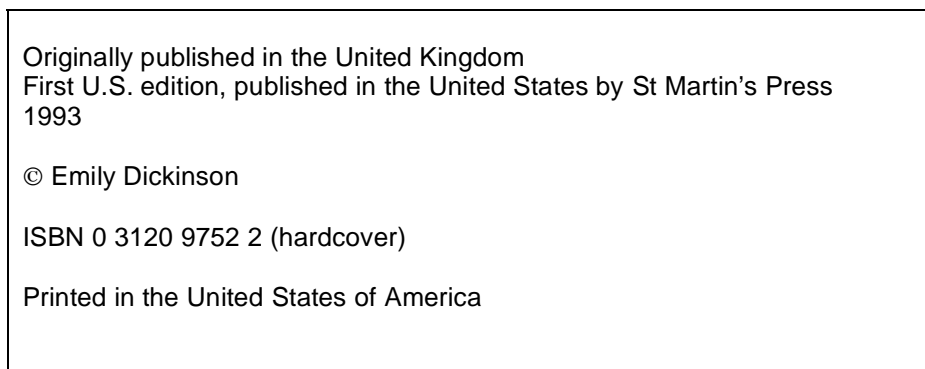 Originally published in the United Kingdom
First U.S. edition, published in the United States by St Martin’s Press
1993
© Emily Dickinson
ISBN 0 3120 9752 2 (hardcover)
Printed in the United States of America